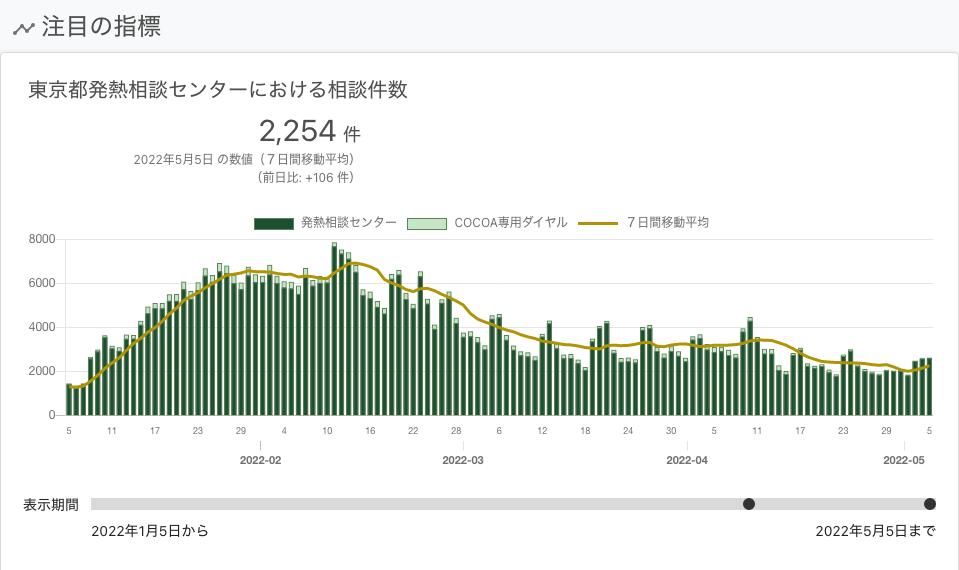 注目の指標
東京都発熱相談センターにおける相談件数
2,254 件
2022年5月5日 の数値（７日間移動平均）
（前日比: +106 件）
発熱相談センター COCOA専用ダイヤル ７日間移動平均
8000
6000
4000
2000
0
5 11 17 23 29 4 10 16 22 28 6 12 18 24 30 5 11 17 23 29 5
2022-02 2022-03 2022-04 2022-05
表示期間
2022年1月5日から 2022年5月5日まで